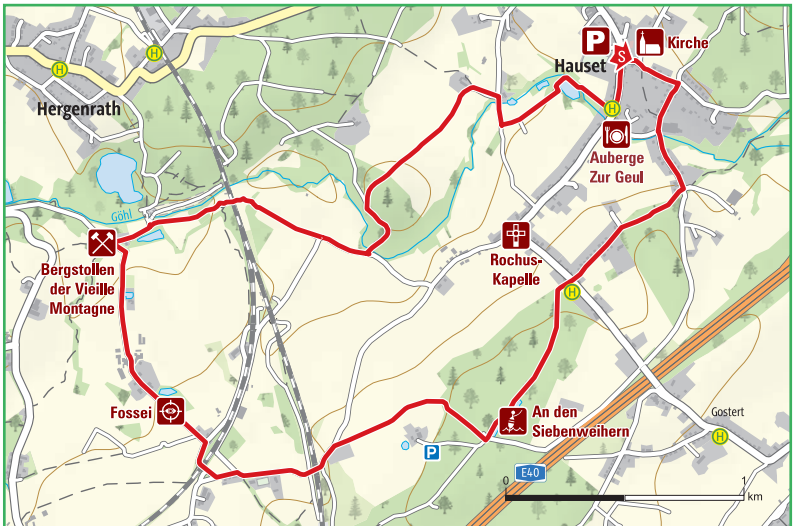 P
S
Kirche
Hauset
H
H
Hergenrath
H
Auberge
Zur Geul
Göhl
Bergstollen
der Vieille
Montagne
Rochus-
Kapelle
H
Fossei
An den
Siebenweihern
Gostert
H
P
E40
0
1
km